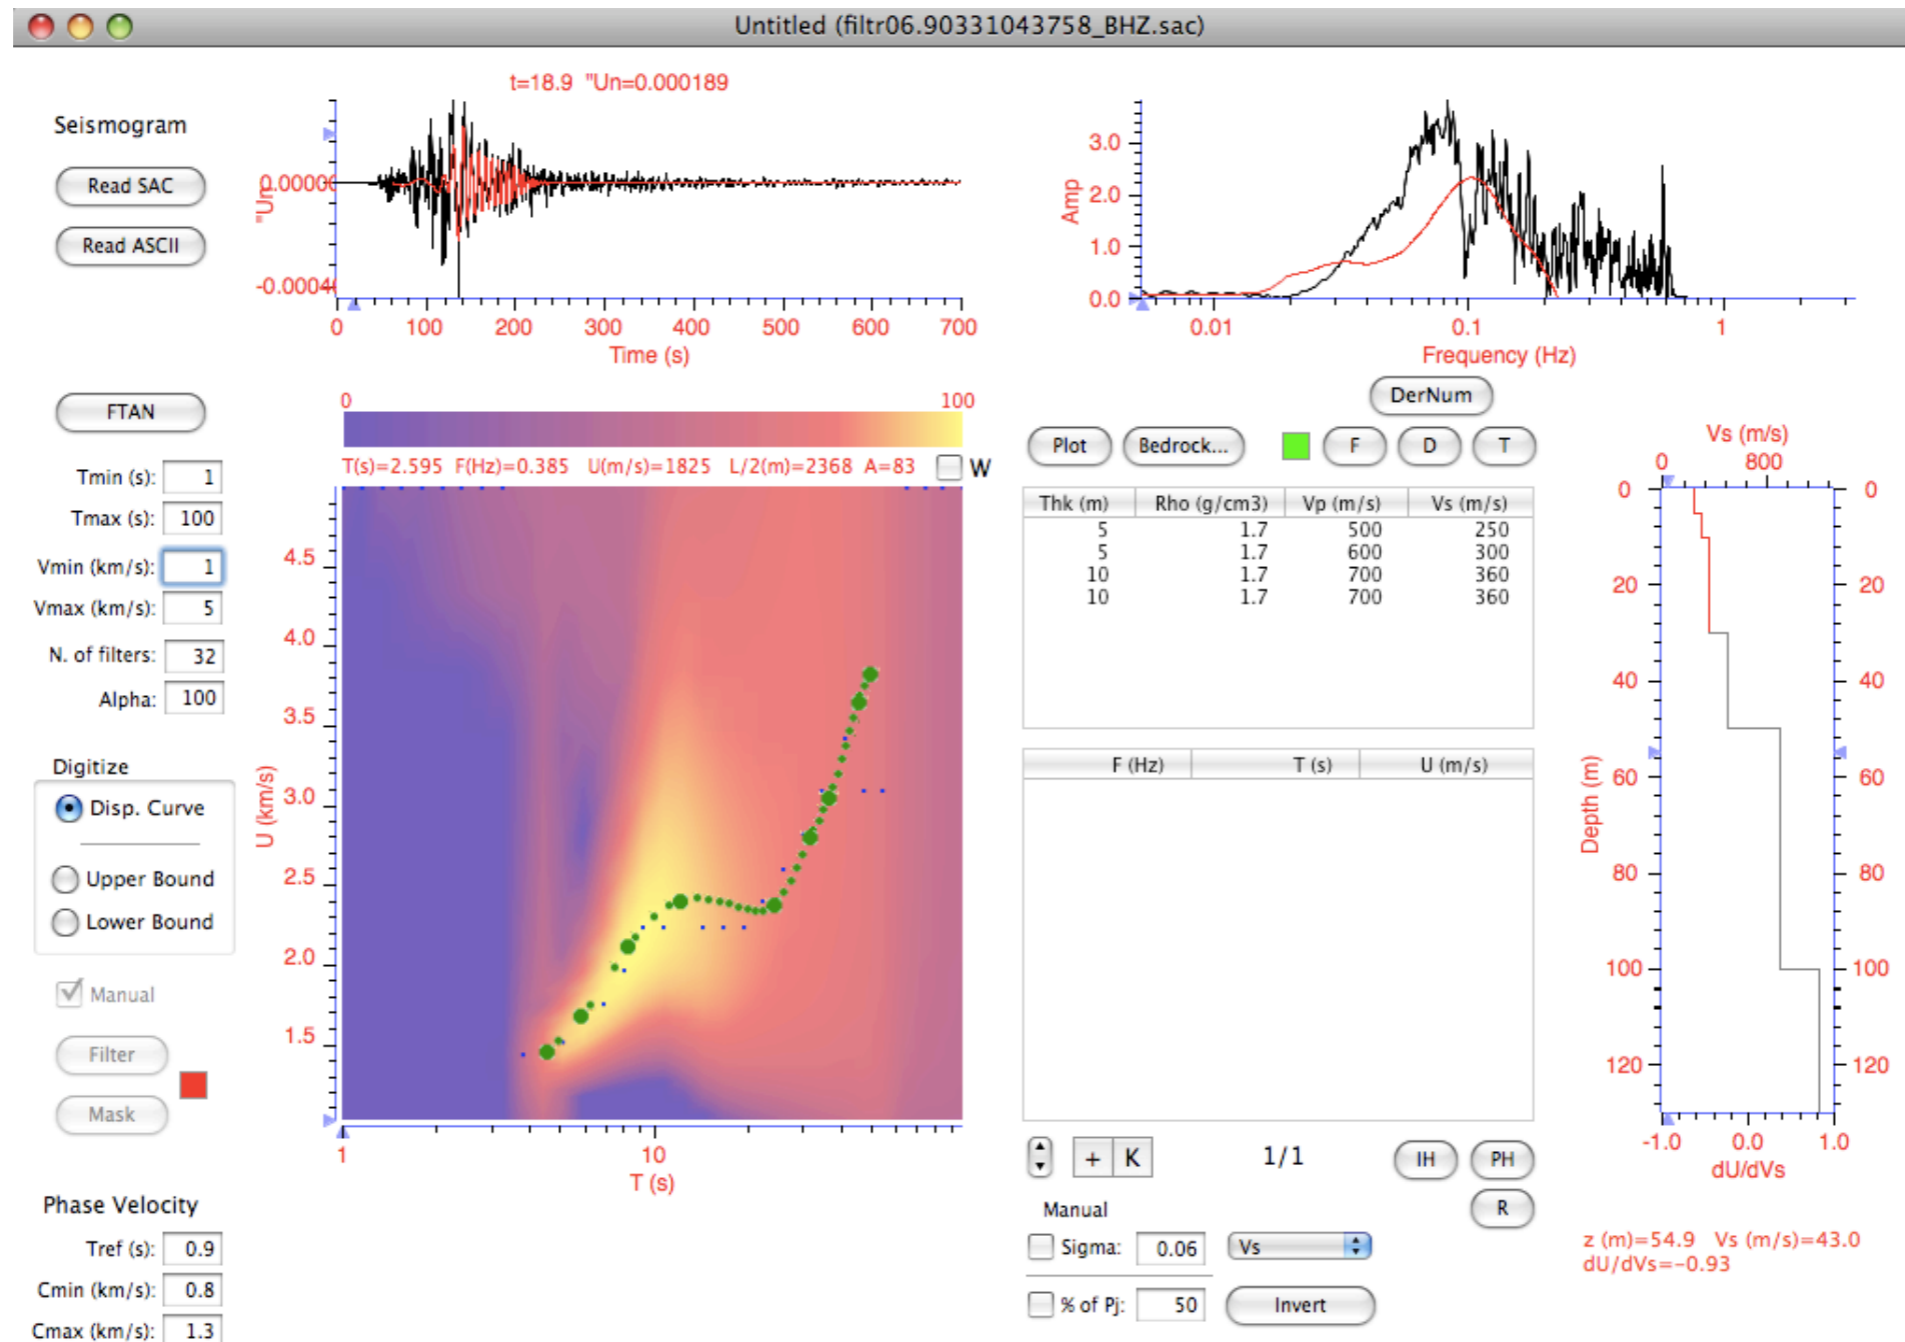 Untitled (filtr06.90331043758_BHZ.sac)
t=18.9 "Un=0.000189
Seismogram
Read SAC
Read ASCII
"Un
-0.0004
0 100 200 300 400 500 600 700
Time (s)
Amp
3.0
2.0
1.0
0.0
0.01 0.1 1
Frequency (Hz)
FTAN
Tmin (s): 1
Tmax (s): 100
Vmin (km/s): 1
Vmax (km/s): 5
N. of filters: 32
Alpha: 100
Digitize
Disp. Curve
Upper Bound
Lower Bound
Manual
Filter
Mask
Phase Velocity
Tref (s): 0.9
Cmin (km/s): 0.8
Cmax (km/s): 1.3
0 100
T(s)=2.595 F(Hz)=0.385 U(m/s)=1825 L/2(m)=2368 A=83 W
U (km/s)
4.5
4.0
3.5
3.0
2.5
2.0
1.5
1 10
T (s)
DerNum
Plot Bedrock... F D T
Thk (m) Rho (g/cm3) Vp (m/s) Vs (m/s)
5 1.7 500 250
5 1.7 600 300
10 1.7 700 360
10 1.7 700 360
F (Hz) T (s) U (m/s)
+ K 1/1 IH PH
R
Manual
Sigma: 0.06 Vs
% of Pj: 50 Invert
Vs (m/s)
0 800
Depth (m)
0 0
20 20
40 40
60 60
80 80
100 100
120 120
-1.0 0.0 1.0
dU/dVs
z (m)=54.9 Vs (m/s)=43.0
dU/dVs=-0.93